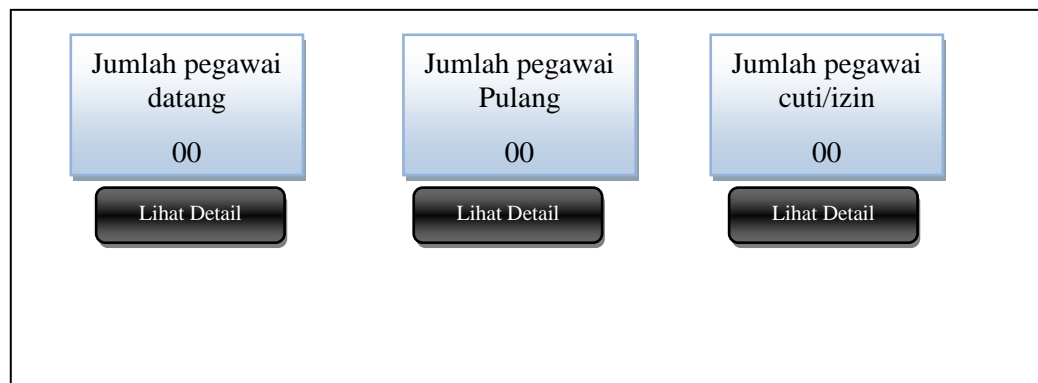 Jumlah pegawai
datang
00
Lihat Detail
Jumlah pegawai
Pulang
00
Lihat Detail
Jumlah pegawai
cuti/izin
00
Lihat Detail